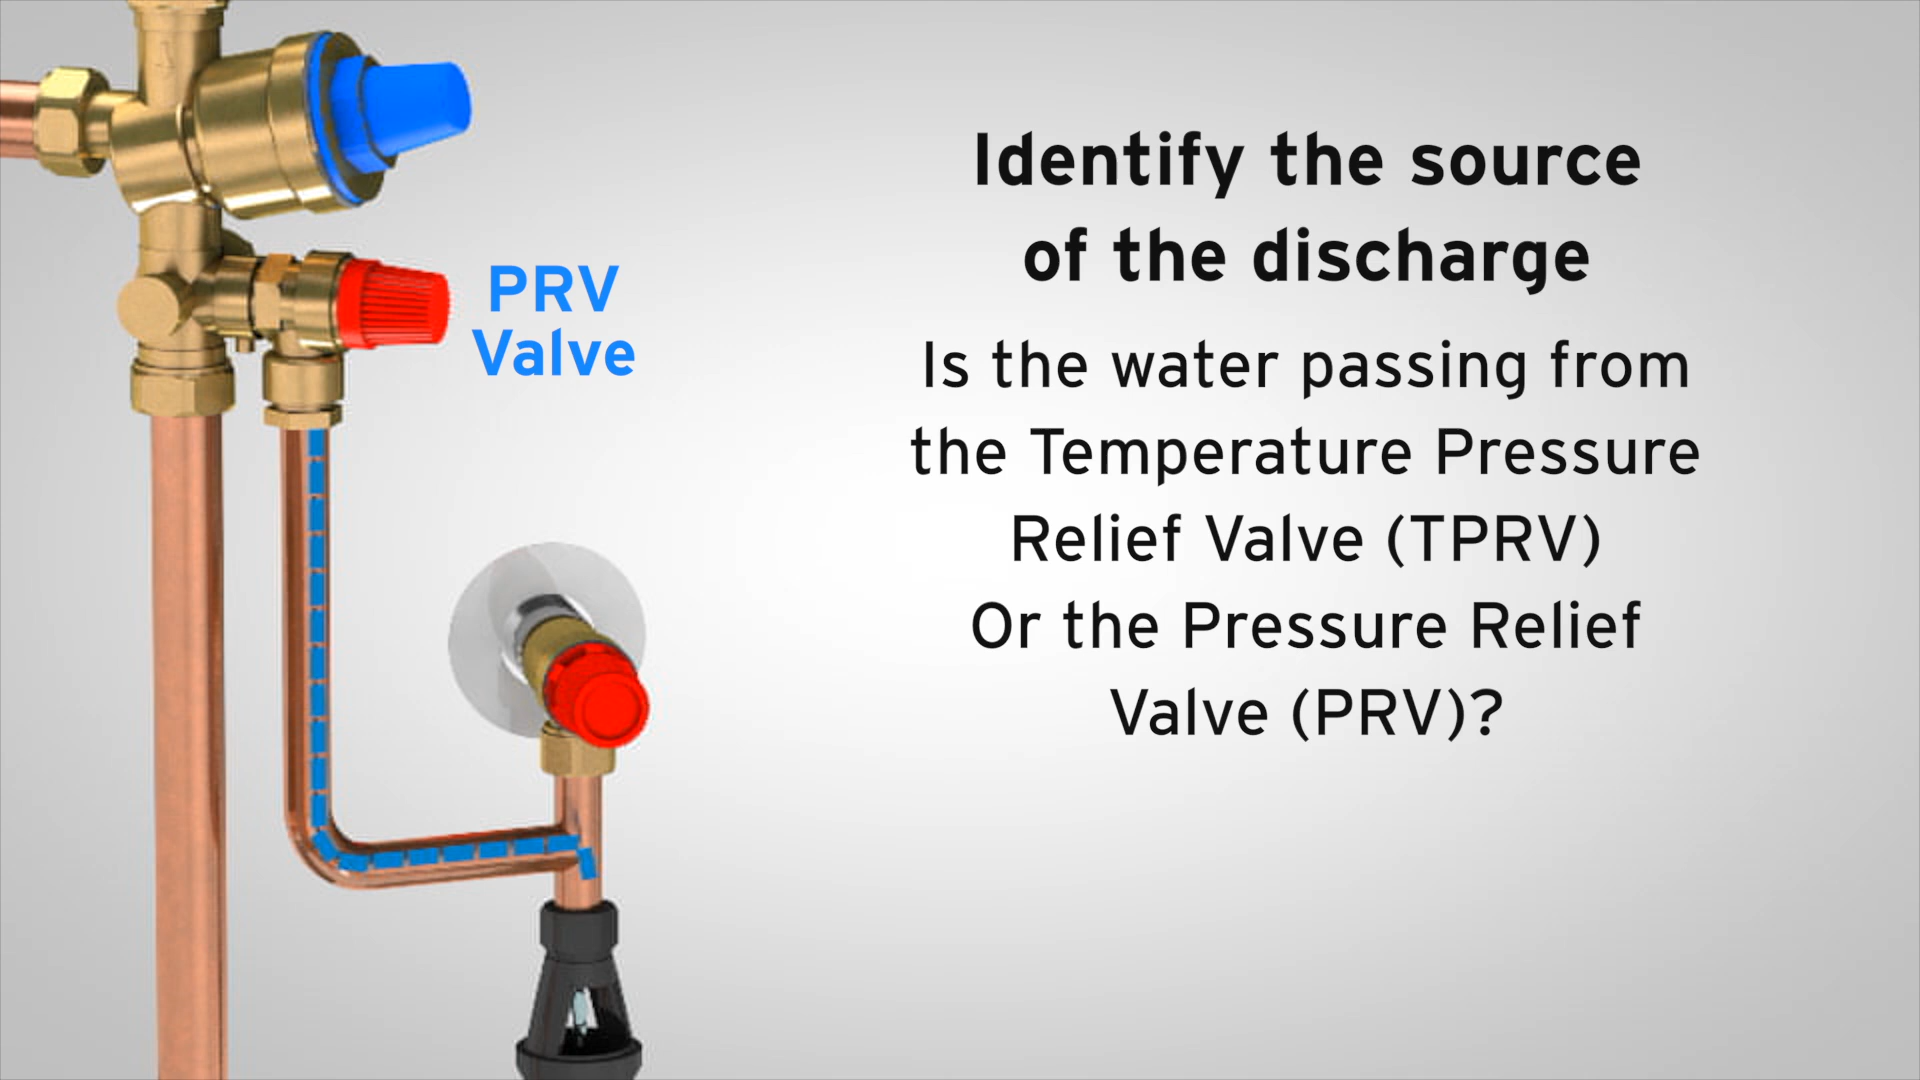 PRV
Valve
Identify the source
of the discharge
Is the water passing from
the Temperature Pressure
Relief Valve (TPRV)
Or the Pressure Relief
Valve (PRV)?